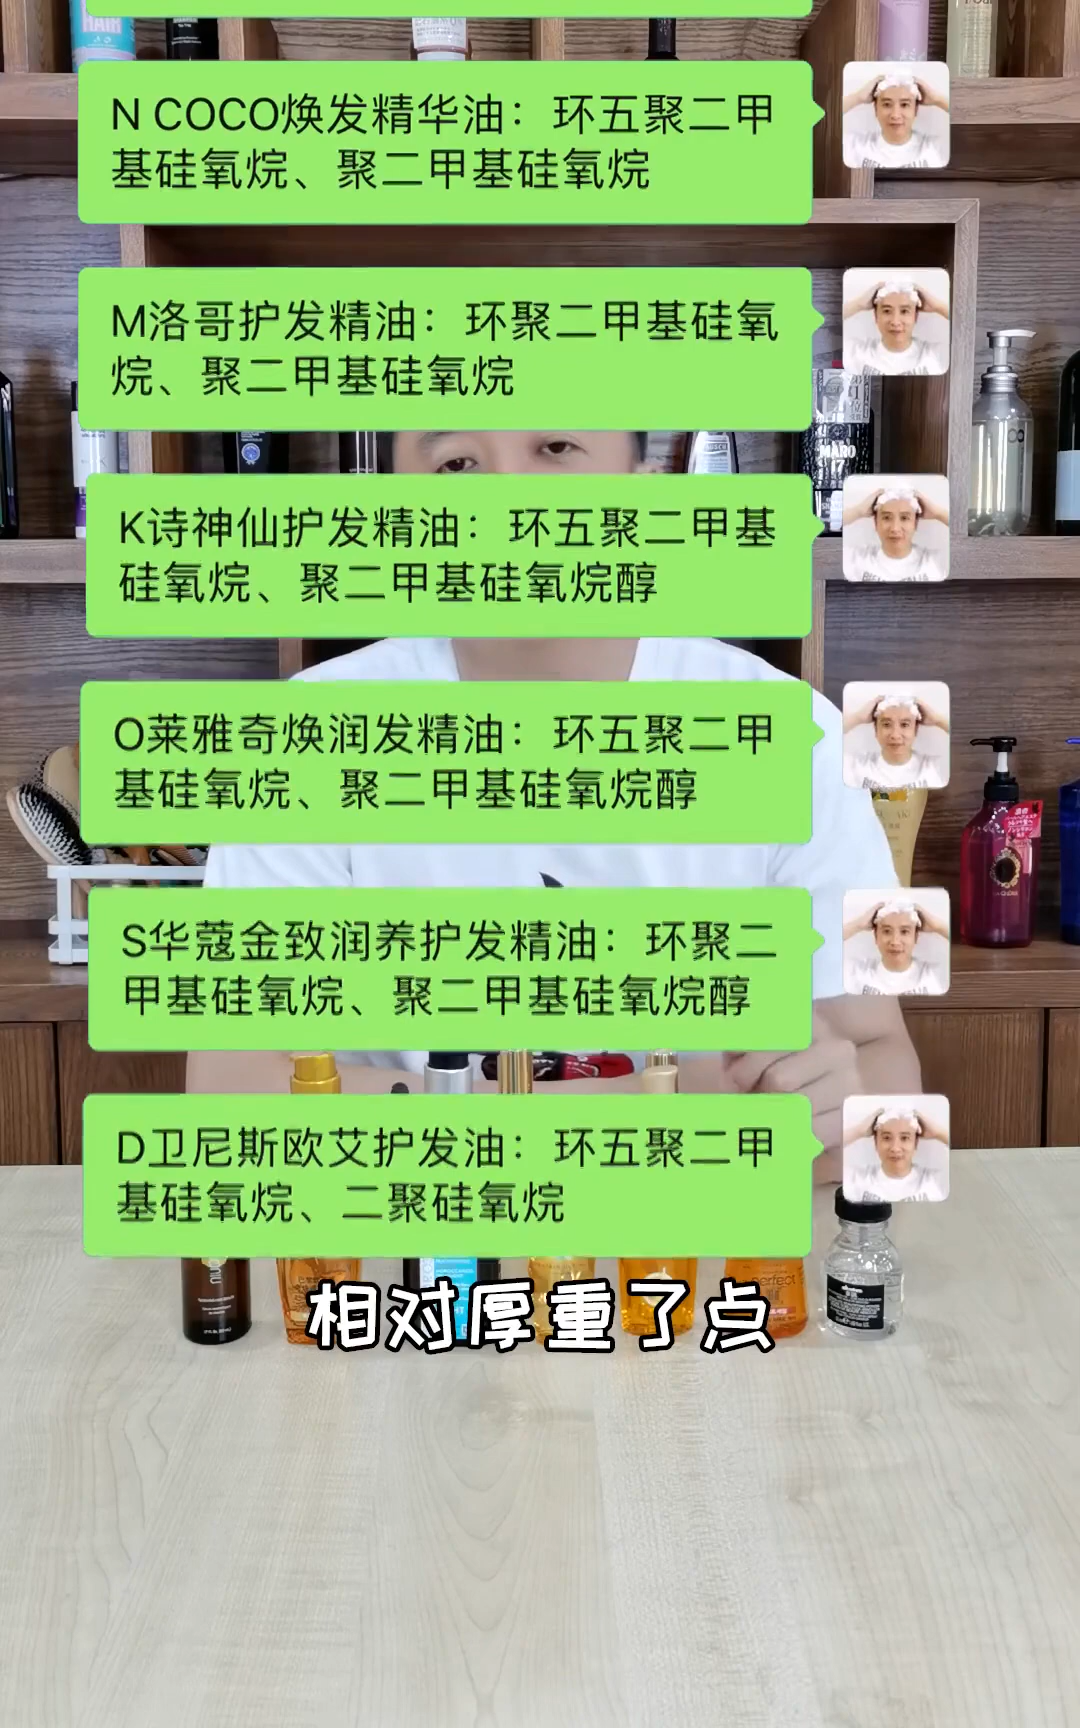 HAIR
N COCO焕发精华油：环五聚二甲
基硅氧烷、聚二甲基硅氧烷
M洛哥护发精油：环聚二甲基硅氧
烷、聚二甲基硅氧烷
MARO
17
K诗神仙护发精油：环五聚二甲基
硅氧烷、聚二甲基硅氧烷醇
O莱雅奇焕润发精油：环五聚二甲
基硅氧烷、聚二甲基硅氧烷醇
S华蔻金致润养护发精油：环聚二
甲基硅氧烷、聚二甲基硅氧烷醇
D卫尼斯欧艾护发油：环五聚二甲
基硅氧烷、二聚硅氧烷
perfect
相对厚重了点